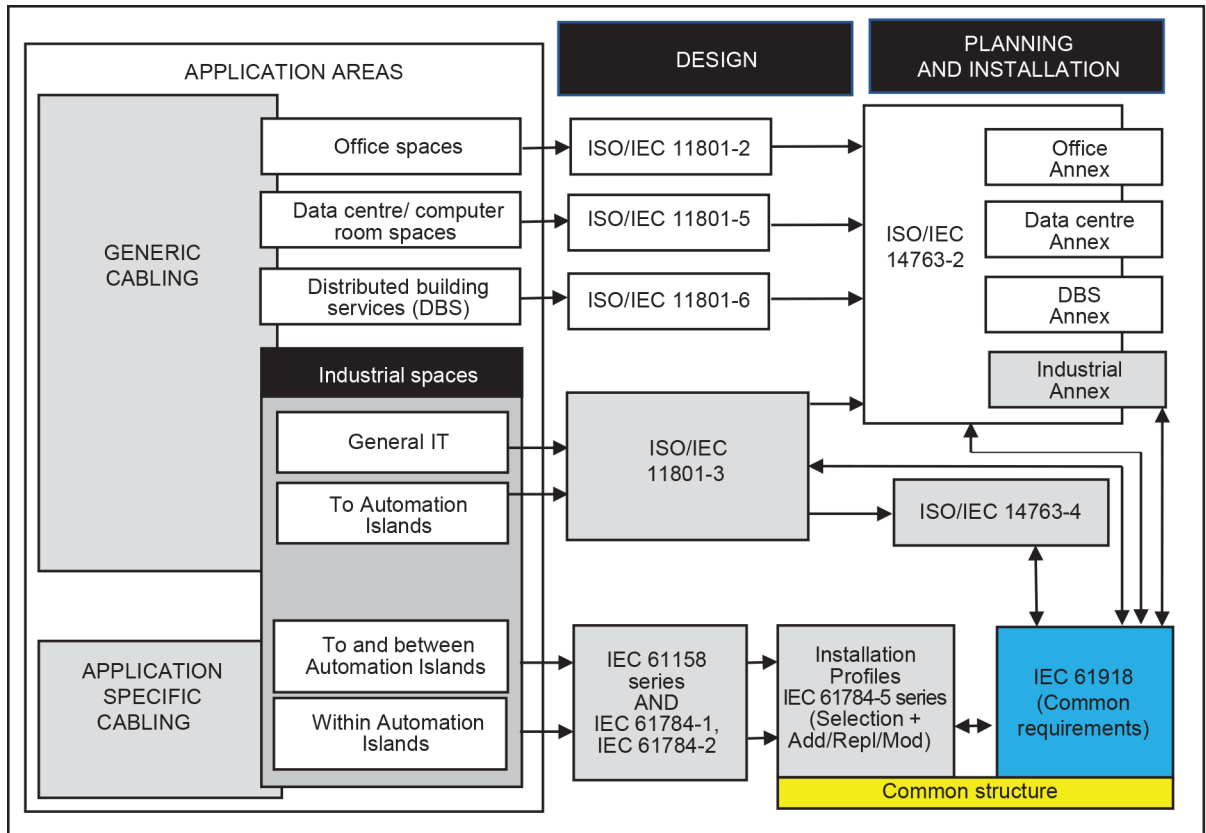 APPLICATION AREAS
DESIGN
PLANNING
AND INSTALLATION
GENERIC
CABLING
Office spaces
ISO/IEC 11801-2
Data centre/ computer
room spaces
ISO/IEC 11801-5
Distributed building
services (DBS)
ISO/IEC 11801-6
ISO/IEC
14763-2
Office
Annex
Data centre
Annex
DBS
Annex
Industrial
Annex
Industrial spaces
General IT
To Automation
Islands
ISO/IEC
11801-3
ISO/IEC 14763-4
APPLICATION
SPECIFIC
CABLING
To and between
Automation Islands
Within Automation
Islands
IEC 61158
series
AND
IEC 61784-1,
IEC 61784-2
Installation
Profiles
IEC 61784-5 series
(Selection +
Add/Repl/Mod)
IEC 61918
(Common
requirements)
Common structure